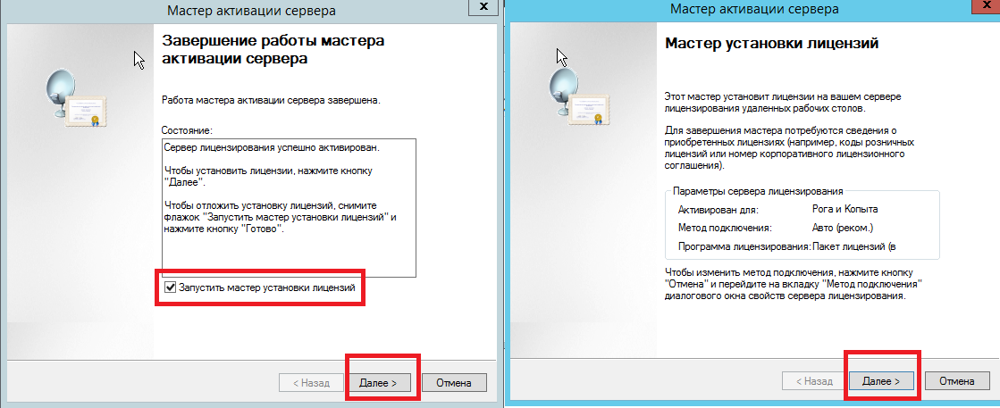 Мастер активации сервера
x
Завершение работы мастера
активации сервера
Работа мастера активации сервера завершена.
Состояние:
Сервер лицензирования успешно активирован.
Чтобы установить лицензии, нажмите кнопку
"Далее".
Чтобы отложить установку лицензий, снимите
флажок "Запустить мастер установки лицензий" и
нажмите кнопку "Готово".
Запустить мастер установки лицензий
< Назад
Далее >
Отмена
Мастер активации сервера
x
Мастер установки лицензий
Этот мастер установит лицензии на вашем сервере
лицензирования удаленных рабочих столов.
Для завершения мастера потребуются сведения о
приобретенных лицензиях (например, коды розничных
лицензий или номер корпоративного лицензионного
соглашения).
Параметры сервера лицензирования
Активирован для: Рога и Копыта
Метод подключения: Авто (реком.)
Программа лицензирования: Пакет лицензий (в
Чтобы изменить метод подключения, нажмите кнопку
"Отмена" и перейдите на вкладку "Метод подключения"
диалогового окна свойств сервера лицензирования.
< Назад
Далее >
Отмена